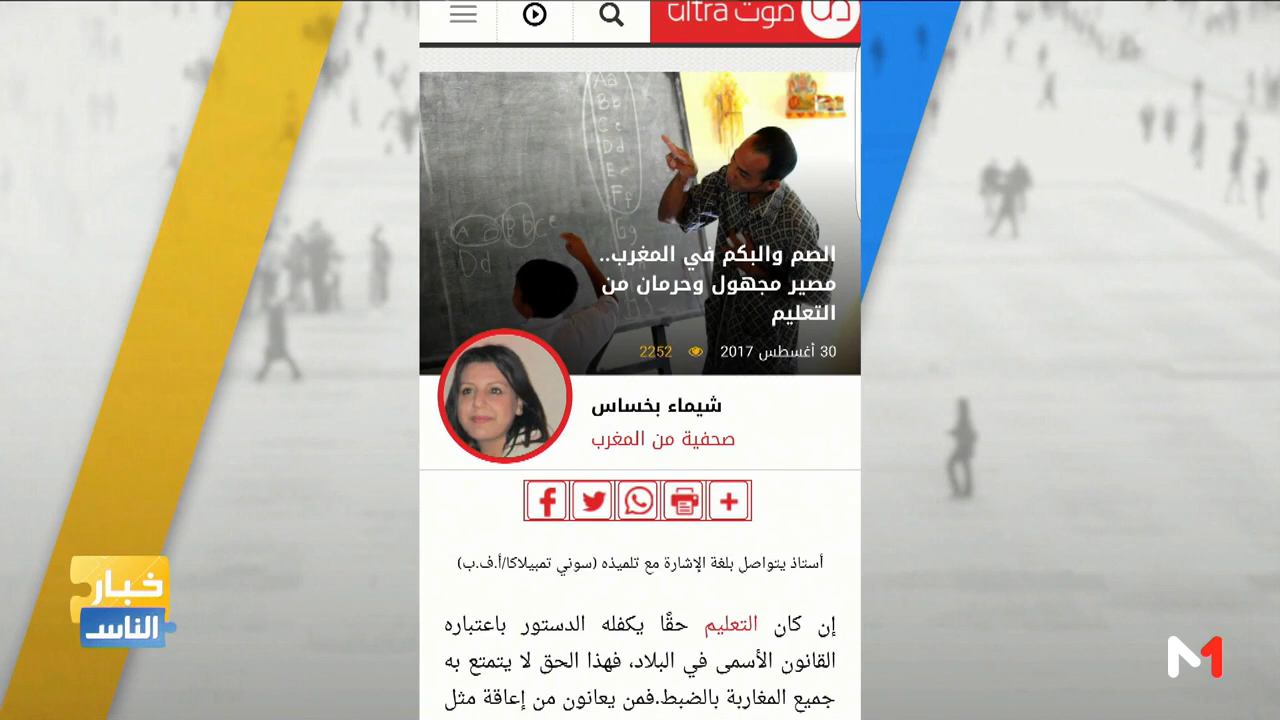 ultra صوت
Aa
B b
C c
D d
E e
F f
G g
A a B b c e
D d
الصم والبكم في المغرب..
مصير مجهول وحرمان من
التعليم
30 أغسطس 2017 2252
شيماء بخساس
صحفية من المغرب
أستاذ يتواصل بلغة الإشارة مع تلميذه (سوني تمبيلاكا/أ.ف.ب)
إن كان التعليم حقًا يكفله الدستور باعتباره
القانون الأسمى في البلاد، فهذا الحق لا يتمتع به
جميع المغاربة بالضبط.فمن يعانون من إعاقة مثل
خبار
الناس
M1